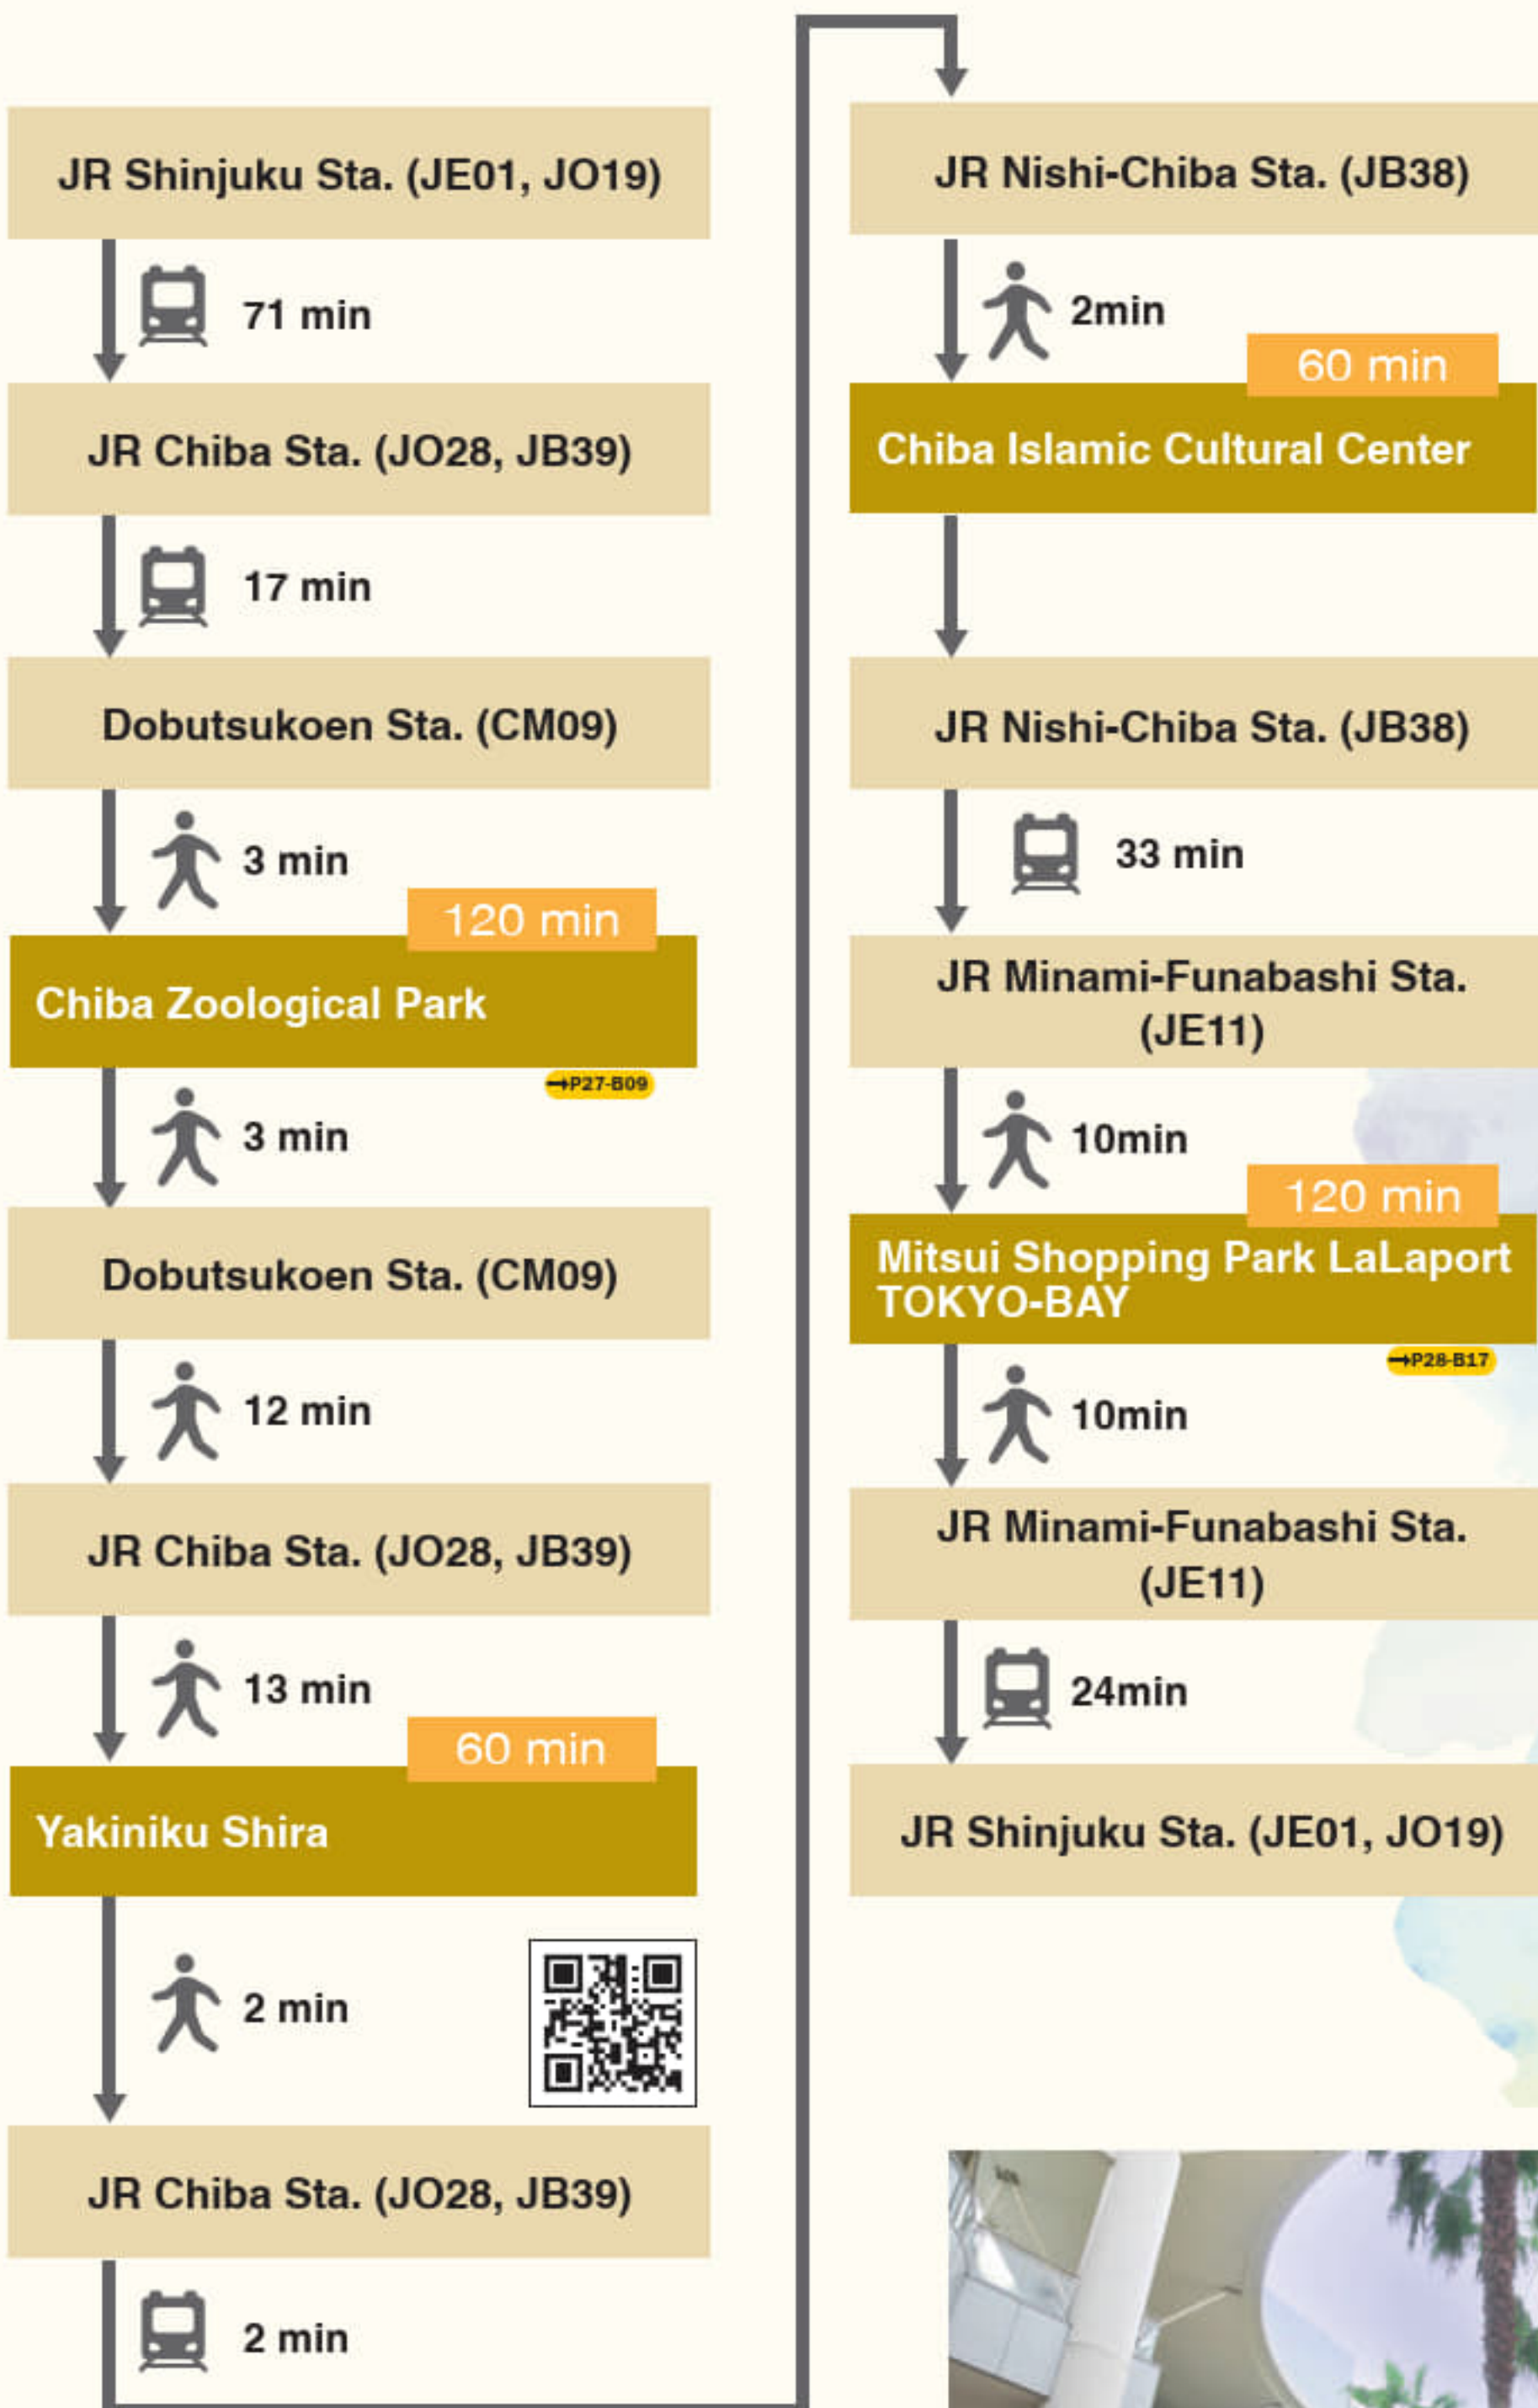 JR Shinjuku Sta. (JE01, JO19)
71 min
JR Chiba Sta. (JO28, JB39)
17 min
Dobutsukoen Sta. (CM09)
3 min
120 min
Chiba Zoological Park
→P27-B09
3 min
Dobutsukoen Sta. (CM09)
12 min
JR Chiba Sta. (JO28, JB39)
13 min
60 min
Yakiniku Shira
2 min
JR Chiba Sta. (JO28, JB39)
2 min
JR Nishi-Chiba Sta. (JB38)
2min
60 min
Chiba Islamic Cultural Center
JR Nishi-Chiba Sta. (JB38)
33 min
JR Minami-Funabashi Sta.
(JE11)
10min
120 min
Mitsui Shopping Park LaLaport
TOKYO-BAY
→P28-B17
10min
JR Minami-Funabashi Sta.
(JE11)
24min
JR Shinjuku Sta. (JE01, JO19)